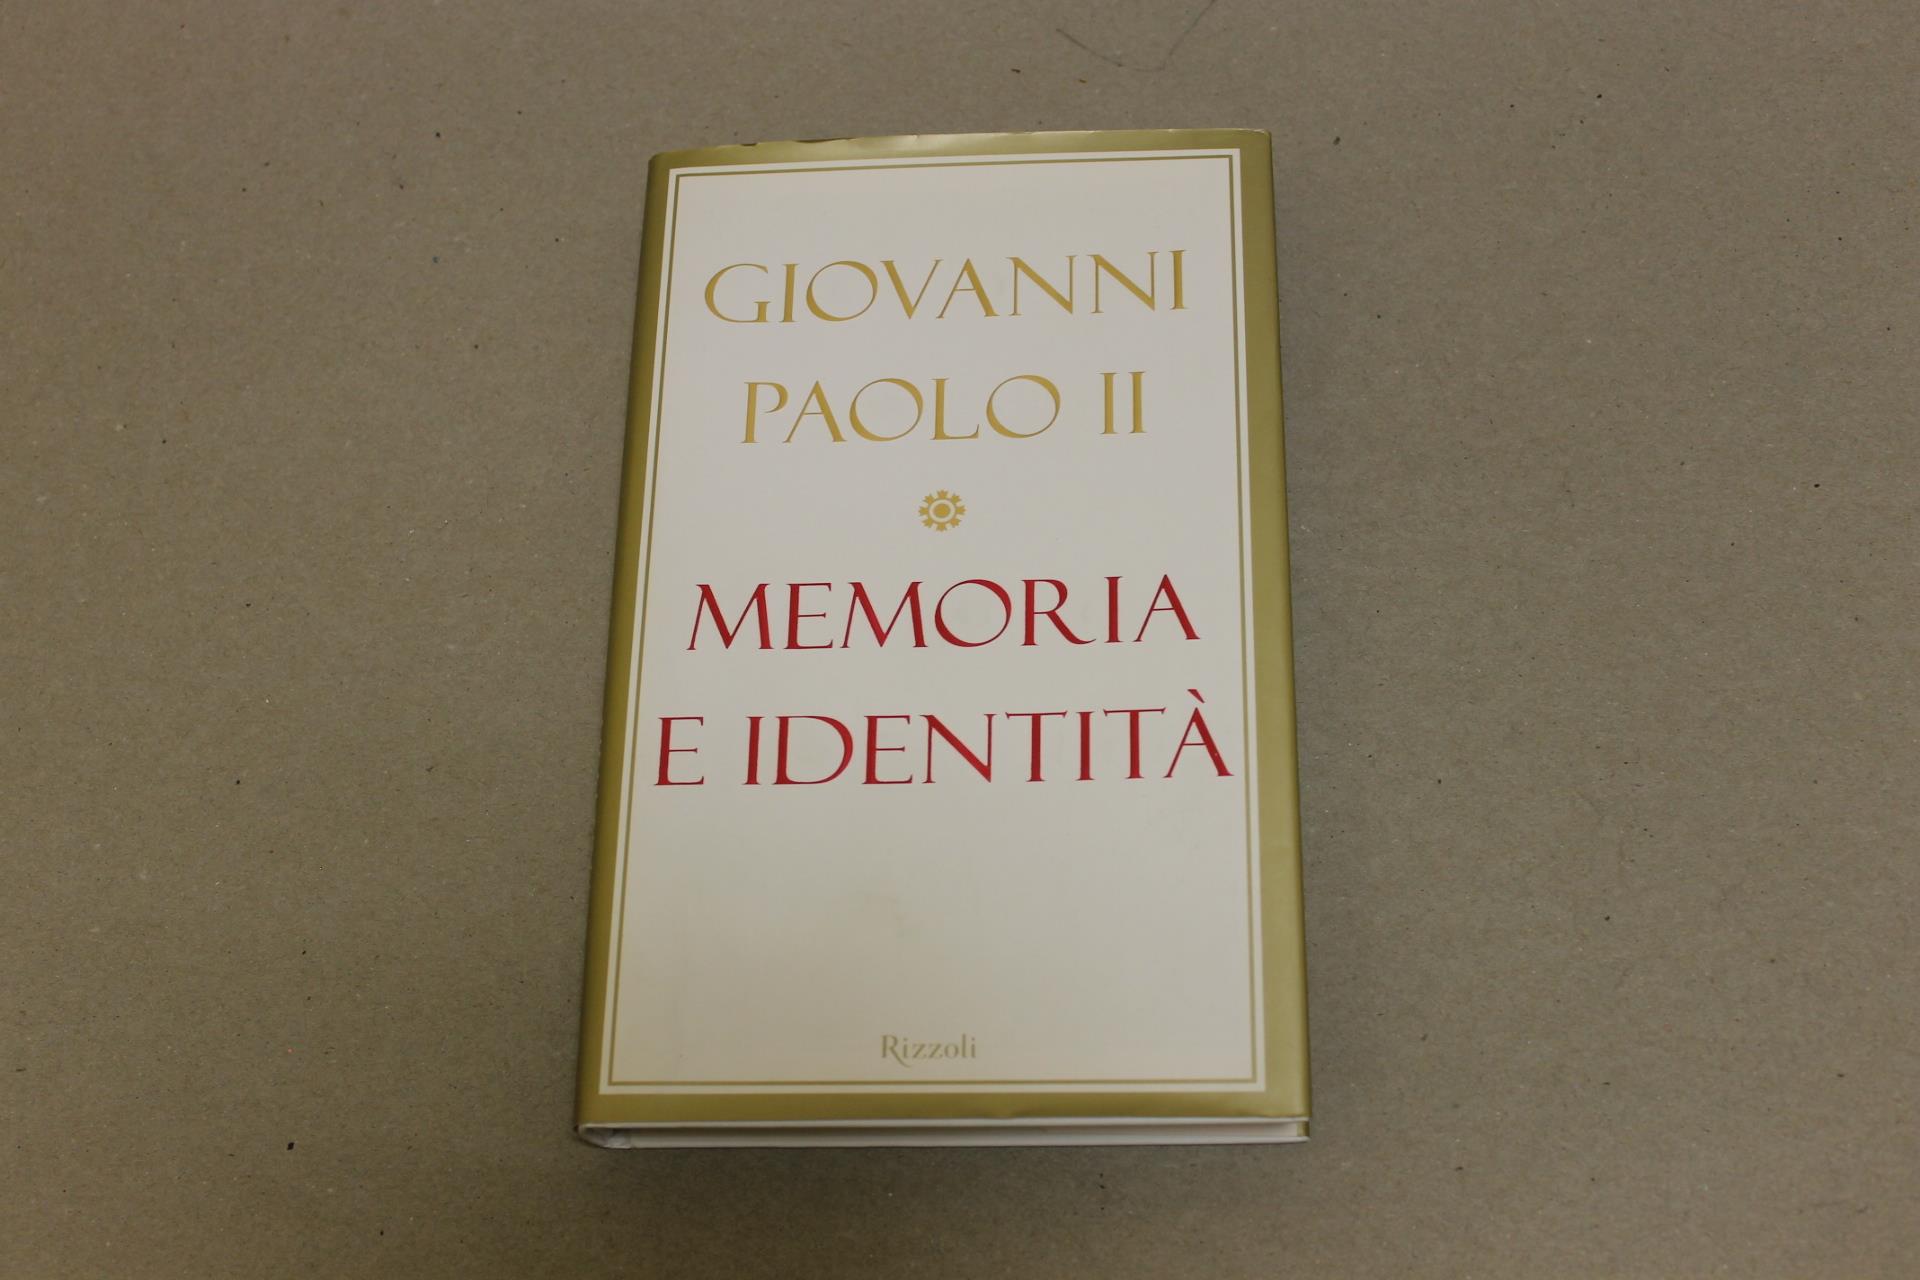 GIOVANNI
PAOLO II
MEMORIA
E IDENTITÀ
Rizzoli